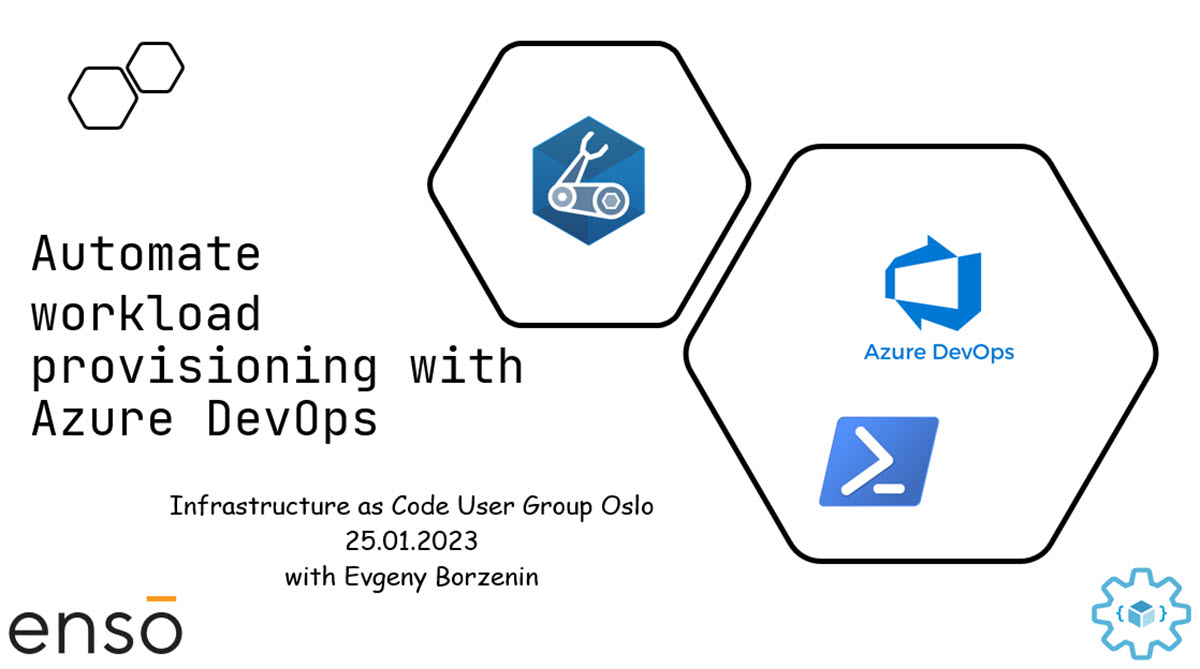 Automate
workload
provisioning with
Azure DevOps
Azure DevOps
Infrastructure as Code User Group Oslo
25.01.2023
with Evgeny Borzenin
ensō
{ }